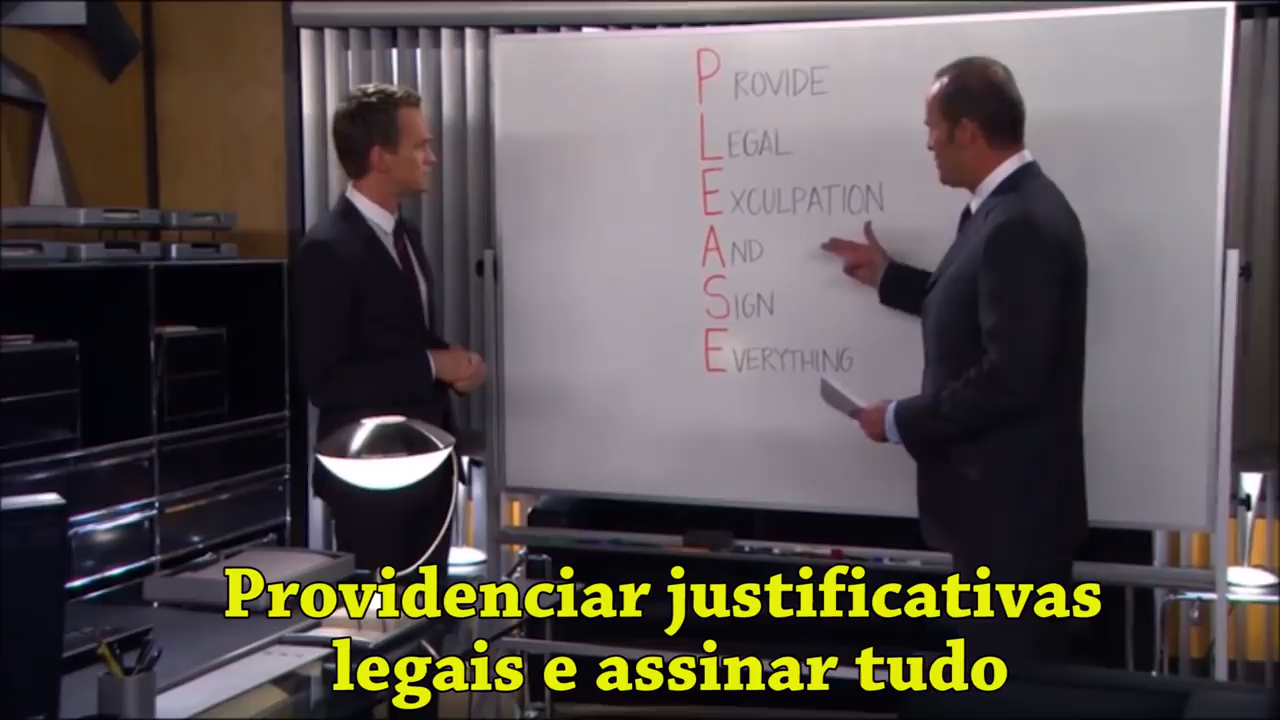 PROVIDE
LEGAL
EXCULPATION
AND
SIGN
EVERYTHING
Providenciar justificativas
legais e assinar tudo